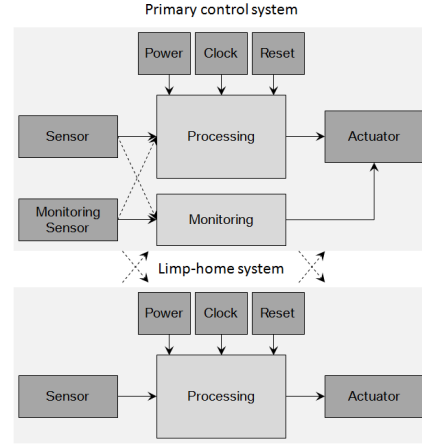 Primary control system
Power Clock Reset
Sensor
Processing
Actuator
Monitoring
Sensor
Monitoring
Limp-home system
Power Clock Reset
Sensor
Processing
Actuator